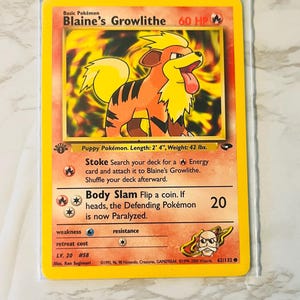 Basic Pokémon
Blaine's Growlithe 60 HP
Puppy Pokémon. Length: 2' 4", Weight: 42 lbs.
Stoke Search your deck for a Energy
card and attach it to Blaine's Growlithe.
Shuffle your deck afterward.
Body Slam Flip a coin. If
heads, the Defending Pokémon
is now Paralyzed.
20
weakness resistance
retreat cost
LV. 20 #58
Illus. Ken Sugimori
62/132